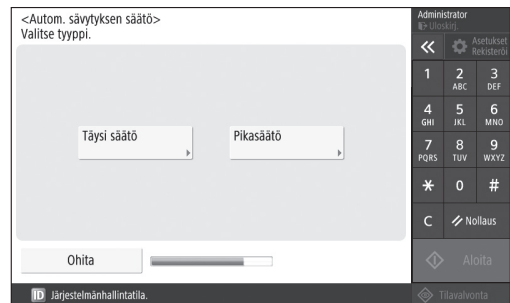 <Autom. sävytyksen säätö>
Valitse tyyppi.
Täysi säätö
Pikasäätö
Ohita
ID Järjestelmänhallintatila.
Administrator
Uloskirj.
Asetukset
Rekisteröi
1
2
ABC
3
DEF
4
GHI
5
JKL
6
MNO
7
PQRS
8
TUV
9
WXYZ
*
0
#
C
Nollaus
Aloita
Tilavalvonta